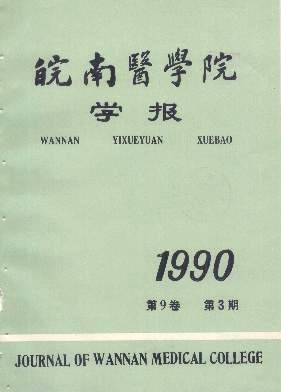 皖南醫學院
学报
WANNAN YIXUEYUAN XUEBAO
1990
第9卷 第3期
JOURNAL OF WANNAN MEDICAL COLLEGE